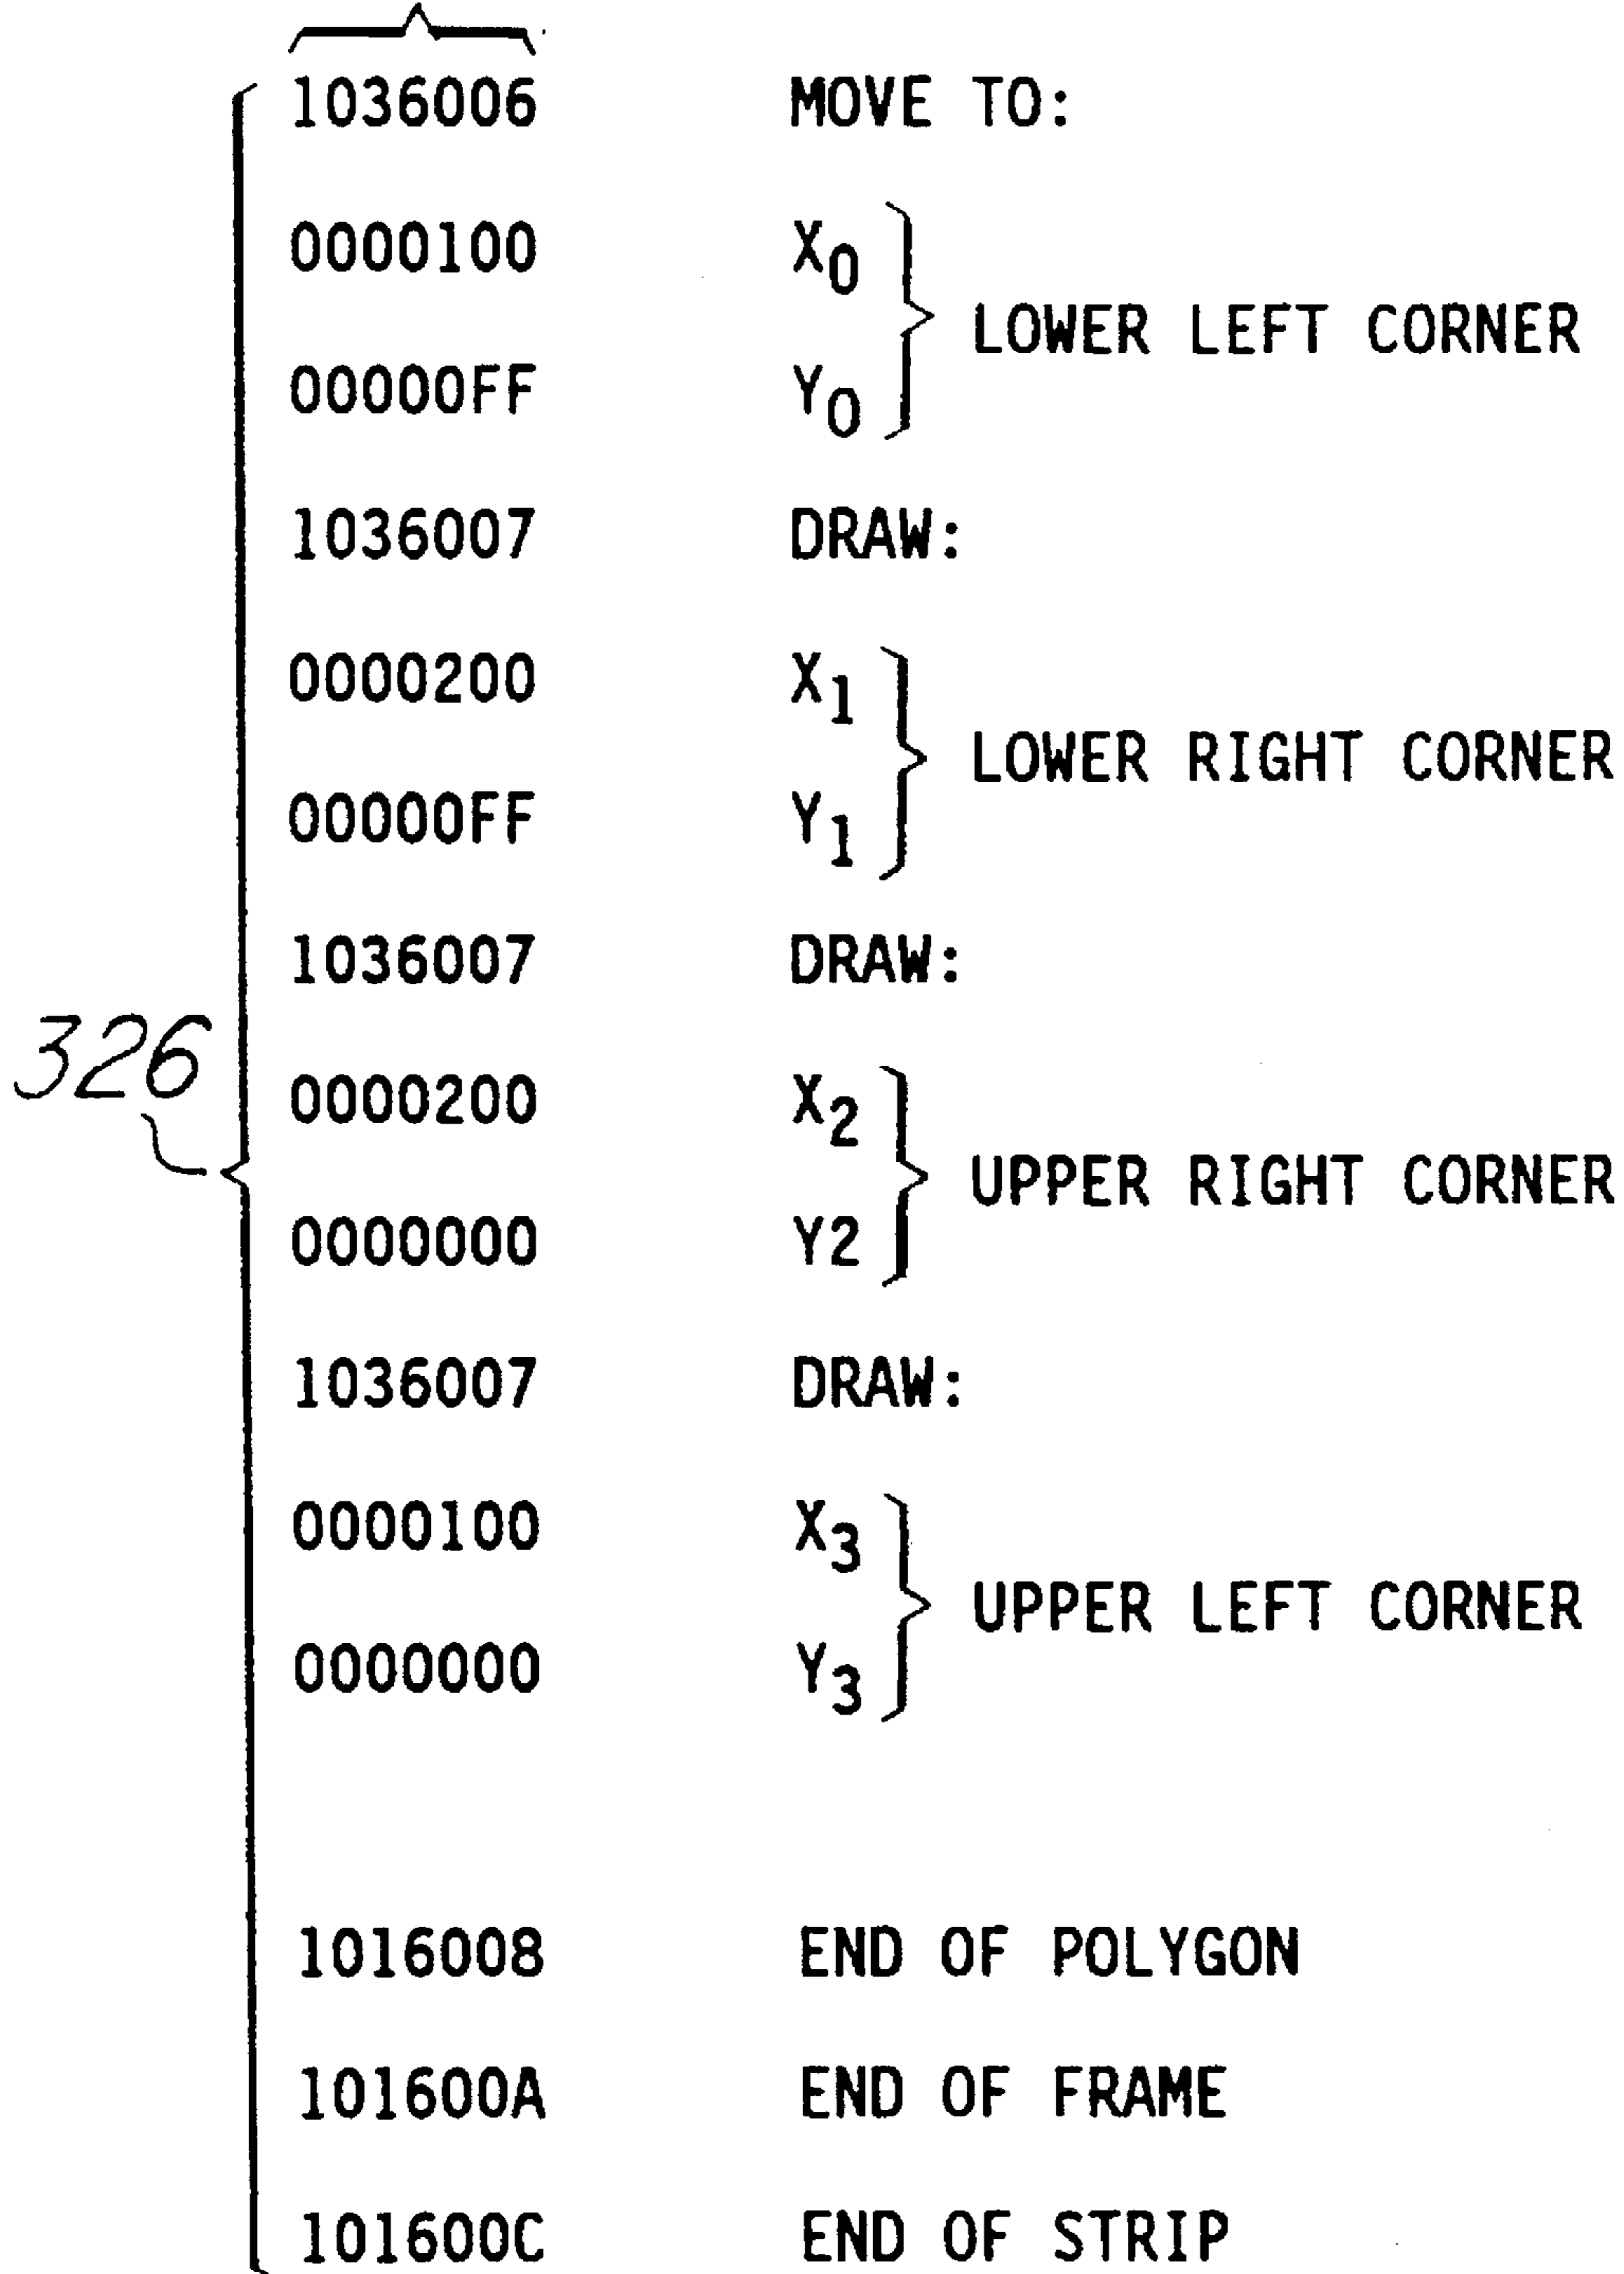 1036006 MOVE TO:
0000100 X0
LOWER LEFT CORNER
00000FF Y0
1036007 DRAW:
0000200 X1
LOWER RIGHT CORNER
00000FF Y1
1036007 DRAW:
326
0000200 X2
UPPER RIGHT CORNER
0000000 Y2
1036007 DRAW:
0000100 X3
UPPER LEFT CORNER
0000000 Y3
1016008 END OF POLYGON
101600A END OF FRAME
101600C END OF STRIP